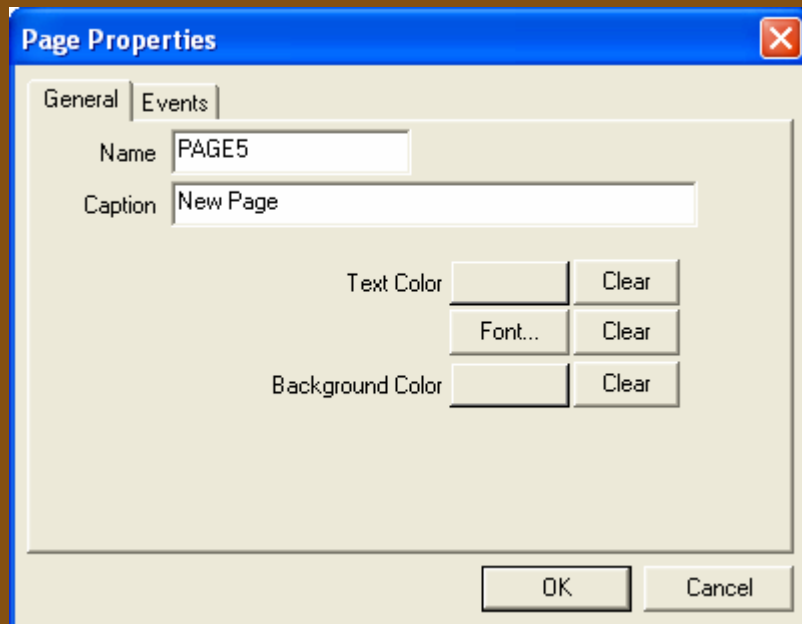 Page Properties
General Events
Name PAGE5
Caption New Page
Text Color Clear
Font... Clear
Background Color Clear
OK Cancel